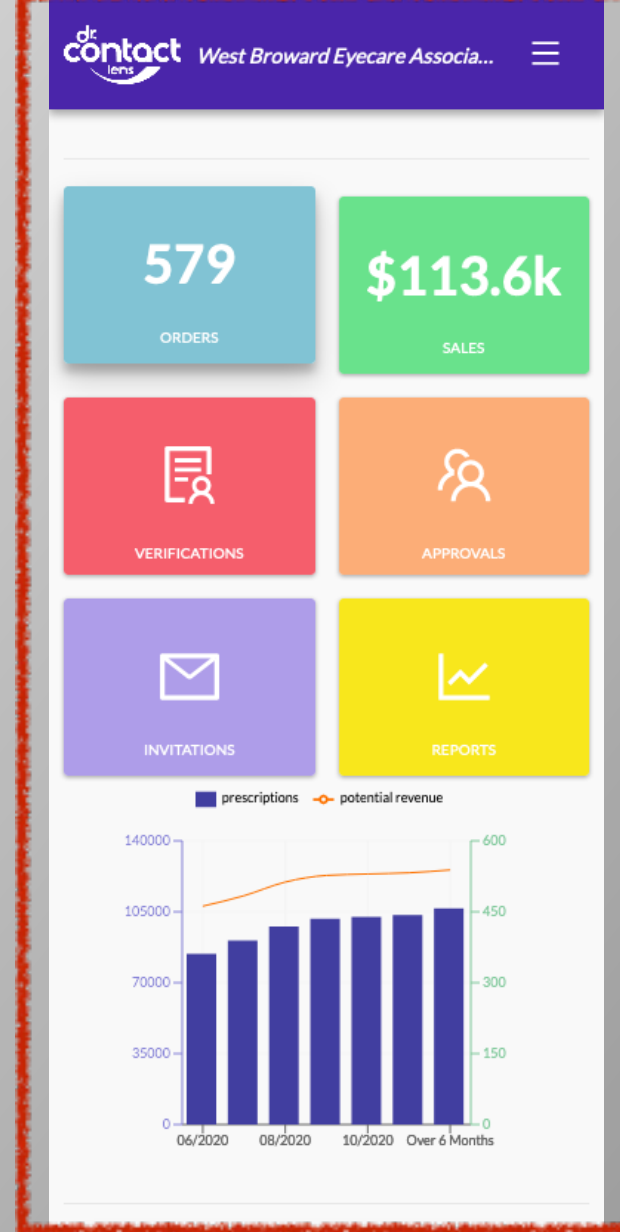 dr.
contact
lens
West Broward Eyecare Associa...
579
ORDERS
$113.6k
SALES
VERIFICATIONS
APPROVALS
INVITATIONS
REPORTS
prescriptions
potential revenue
140000
105000
70000
35000
0
600
450
300
150
0
06/2020
08/2020
10/2020
Over 6 Months